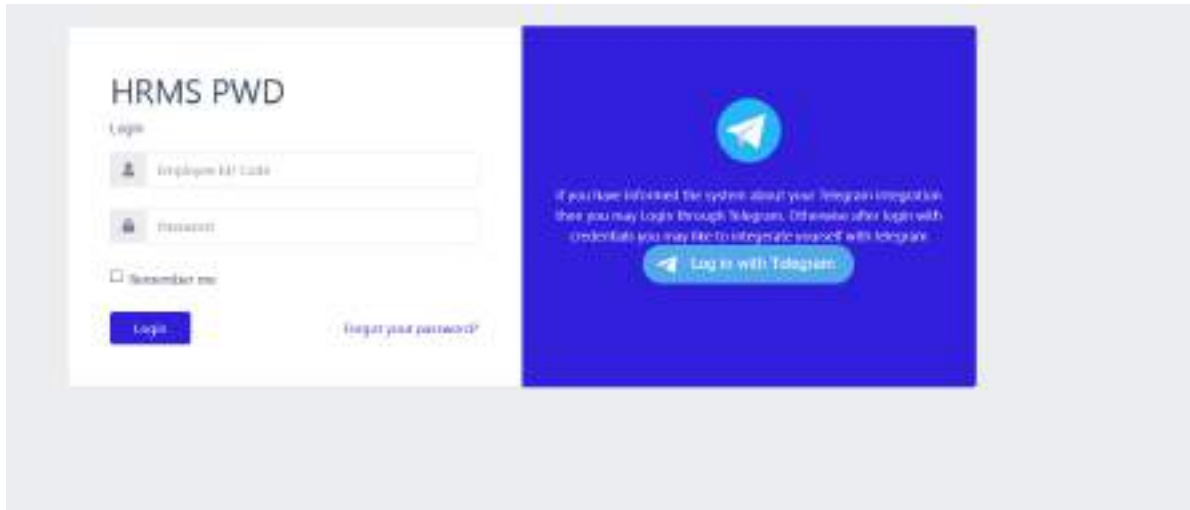 HRMS PWD
Login
Employee Code
Password
Remember me
Login
Forgot your password?
If you have informed the system about your Telegram integration
then you may Login through Telegram. Otherwise after login with
credentials you may like to integerate yourself with telegram
Log in with Telegram